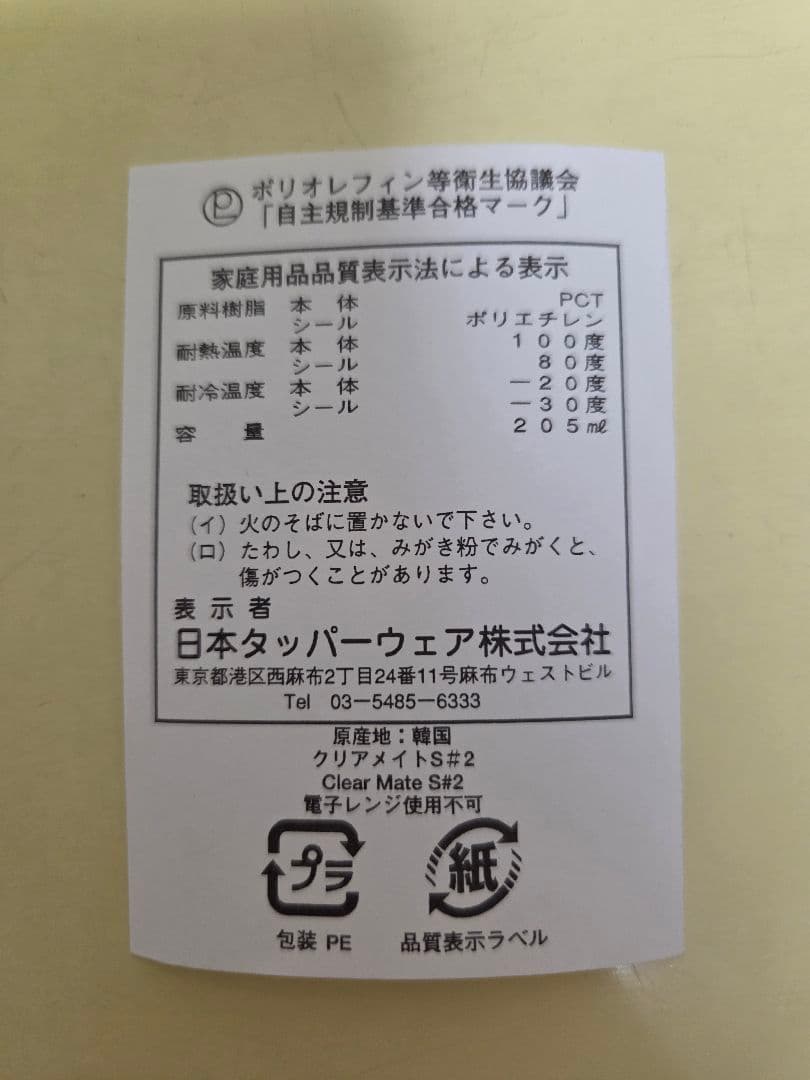 ポリオレフィン等衛生協議会
「自主規制基準合格マーク」
家庭用品品質表示法による表示
原料樹脂 本体 PCT
シール ポリエチレン
耐熱温度 本体 100度
シール 80度
耐冷温度 本体 −20度
シール −30度
容量 205㎖
取扱い上の注意
(イ) 火のそばに置かないで下さい。
(ロ) たわし、又は、みがき粉でみがくと、
傷がつくことがあります。
表示者
日本タッパーウェア株式会社
東京都港区西麻布2丁目24番11号麻布ウェストビル
Tel 03−5485−6333
原産地：韓国
クリアメイトS＃2
Clear Mate S#2
電子レンジ使用不可
プラ 紙
包装 PE 品質表示ラベル